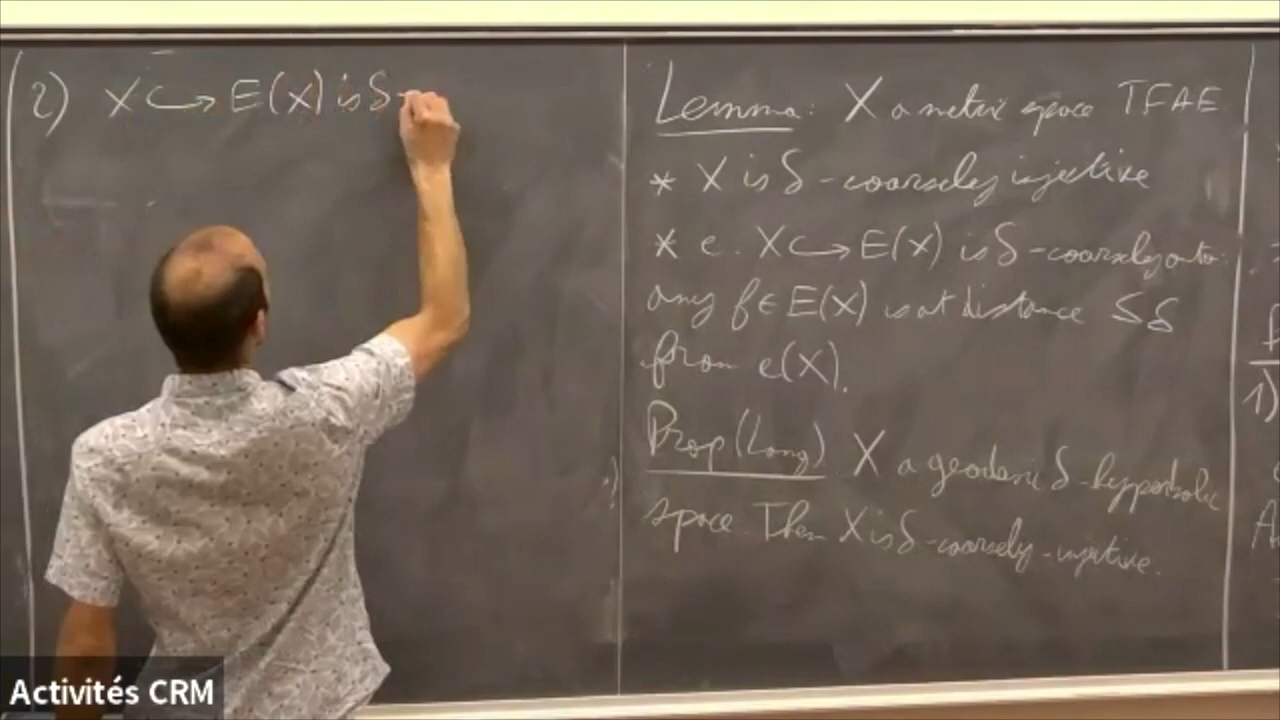 2) X ↪ E(X) is δ-
Lemma: X a metric space TFAE
* X is δ-coarsely injective
* e: X ↪ E(X) is δ-coarsely onto:
any f ∈ E(X) is at distance ≤ δ
from e(X).
Prop (Lang) X a geodesic δ-hyperbolic
space. Then X is δ-coarsely-injective.
1)
Activités CRM